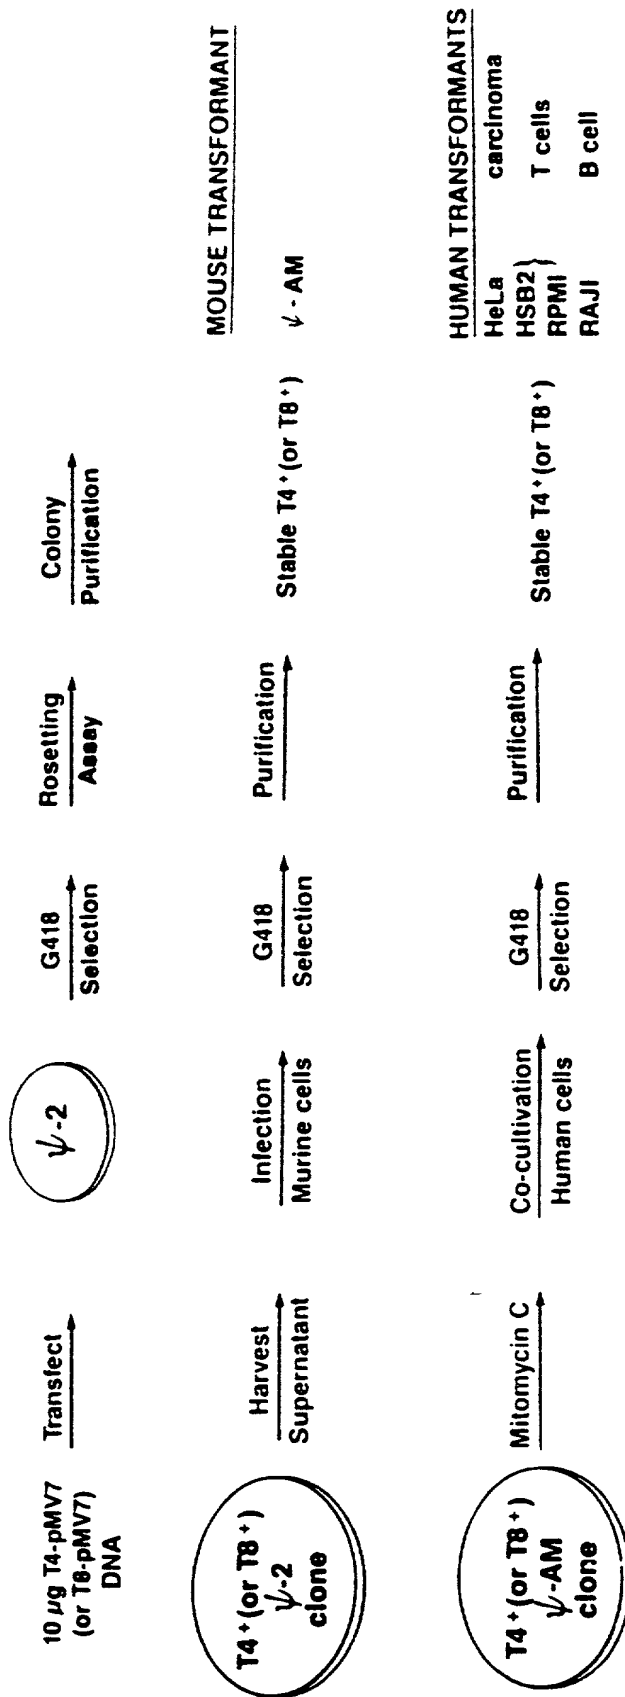 10 µg T4-pMV7
(or T8-pMV7)
DNA
Transfect
ψ-2
G418
Selection
Rosetting
Assay
Colony
Purification
T4⁺ (or T8⁺)
ψ-2
clone
Harvest
Supernatant
Infection
Murine cells
G418
Selection
Purification
Stable T4⁺ (or T8⁺)
MOUSE TRANSFORMANT
ψ - AM
T4⁺ (or T8⁺)
ψ-AM
clone
Mitomycin C
Co-cultivation
Human cells
G418
Selection
Purification
Stable T4⁺ (or T8⁺)
HUMAN TRANSFORMANTS
HeLa carcinoma
HSB2 }
RPMI } T cells
RAJI B cell